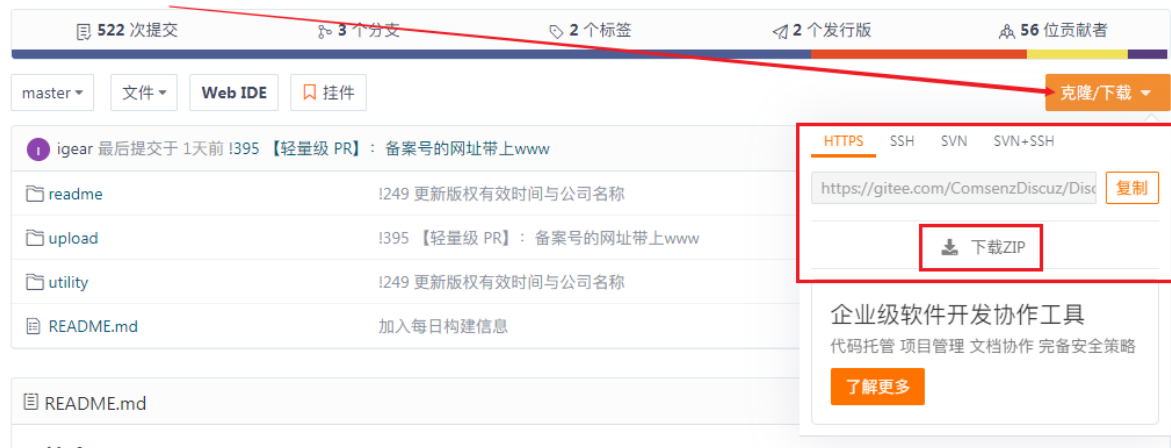 522 次提交 3 个分支 2 个标签 2 个发行版 56 位贡献者
master 文件 Web IDE 挂件 克隆/下载
I igear 最后提交于 1天前 !395 【轻量级 PR】：备案号的网址带上www
HTTPS SSH SVN SVN+SSH
readme !249 更新版权有效时间与公司名称
https://gitee.com/ComsenzDiscuz/Disc 复制
upload !395 【轻量级 PR】：备案号的网址带上www
下载ZIP
utility !249 更新版权有效时间与公司名称
README.md 加入每日构建信息
企业级软件开发协作工具
代码托管 项目管理 文档协作 完备安全策略
了解更多
README.md